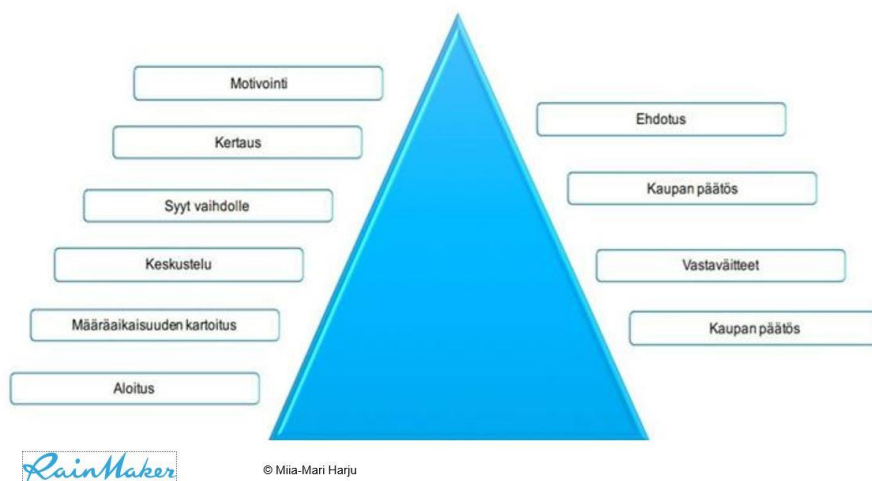 Motivointi
Kertaus
Syyt vaihdolle
Keskustelu
Määräaikaisuuden kartoitus
Aloitus
Ehdotus
Kaupan päätös
Vastaväitteet
Kaupan päätös
RainMaker
© Miia-Mari Harju